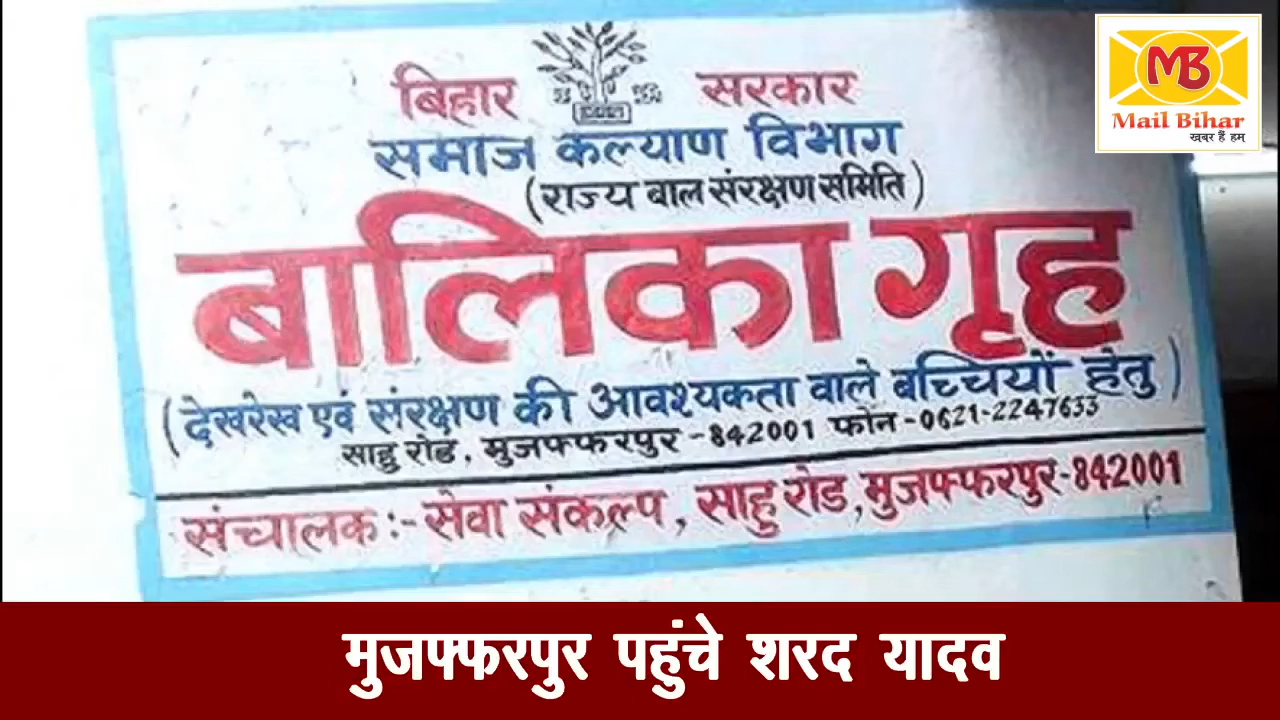 बिहार सरकार
समाज कल्याण विभाग
(राज्य बाल संरक्षण समिति)
बालिका गृह
(देखरेख एवं संरक्षण की आवश्यकता वाले बच्चियों हेतु)
साहु रोड, मुजफ्फरपुर -842001 फोन -0621-2247633
संचालक:- सेवा संकल्प, साहु रोड, मुजफ्फरपुर-842001
MB
Mail Bihar
खबर हैं हम
मुजफ्फरपुर पहुंचे शरद यादव